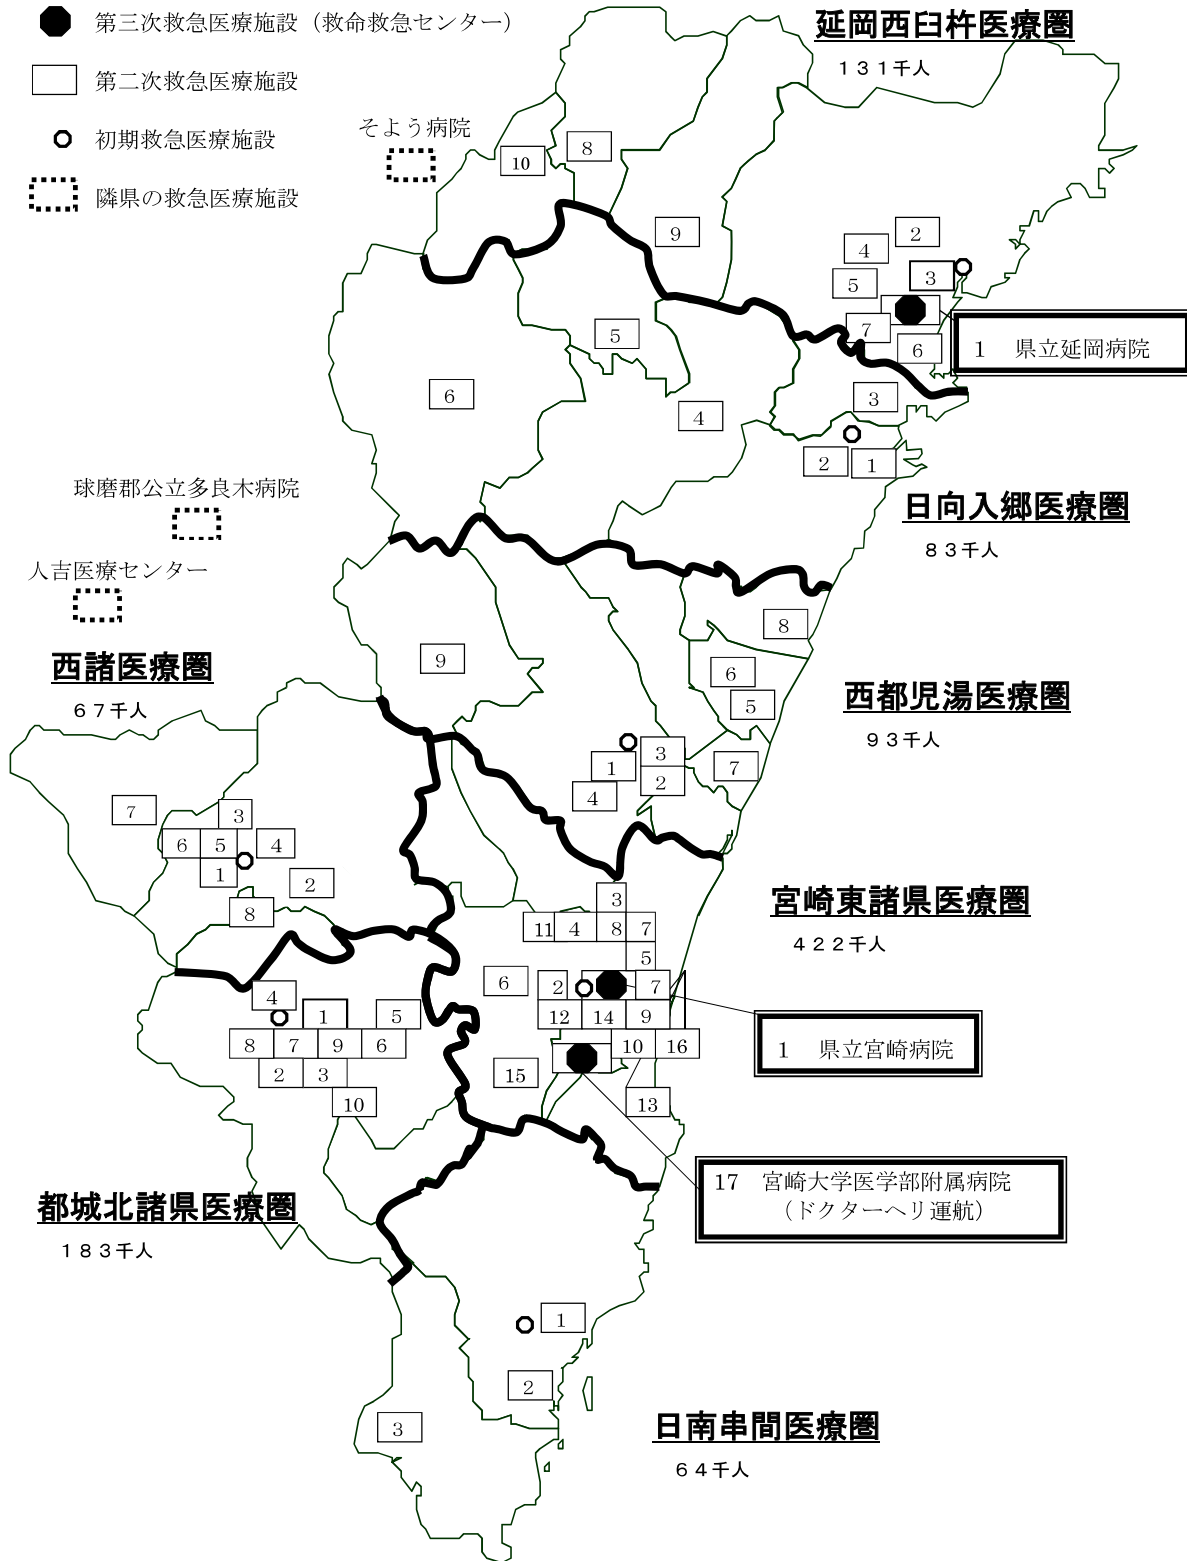 第三次救急医療施設（救命救急センター）
第二次救急医療施設
初期救急医療施設
隣県の救急医療施設
延岡西臼杵医療圏
１３１千人
そよう病院
10
8
9
2
4
3
5
7
6
1 県立延岡病院
5
6
4
3
2
1
日向入郷医療圏
８３千人
球磨郡公立多良木病院
人吉医療センター
8
9
6
5
西都児湯医療圏
９３千人
3
1
2
7
4
西諸医療圏
６７千人
7
3
6
5
4
1
2
8
宮崎東諸県医療圏
４２２千人
3
11
4
8
7
5
6
2
7
12
14
9
10
16
15
13
1 県立宮崎病院
17 宮崎大学医学部附属病院
（ドクターヘリ運航）
4
1
5
8
7
9
6
2
3
10
都城北諸県医療圏
１８３千人
1
2
3
日南串間医療圏
６４千人